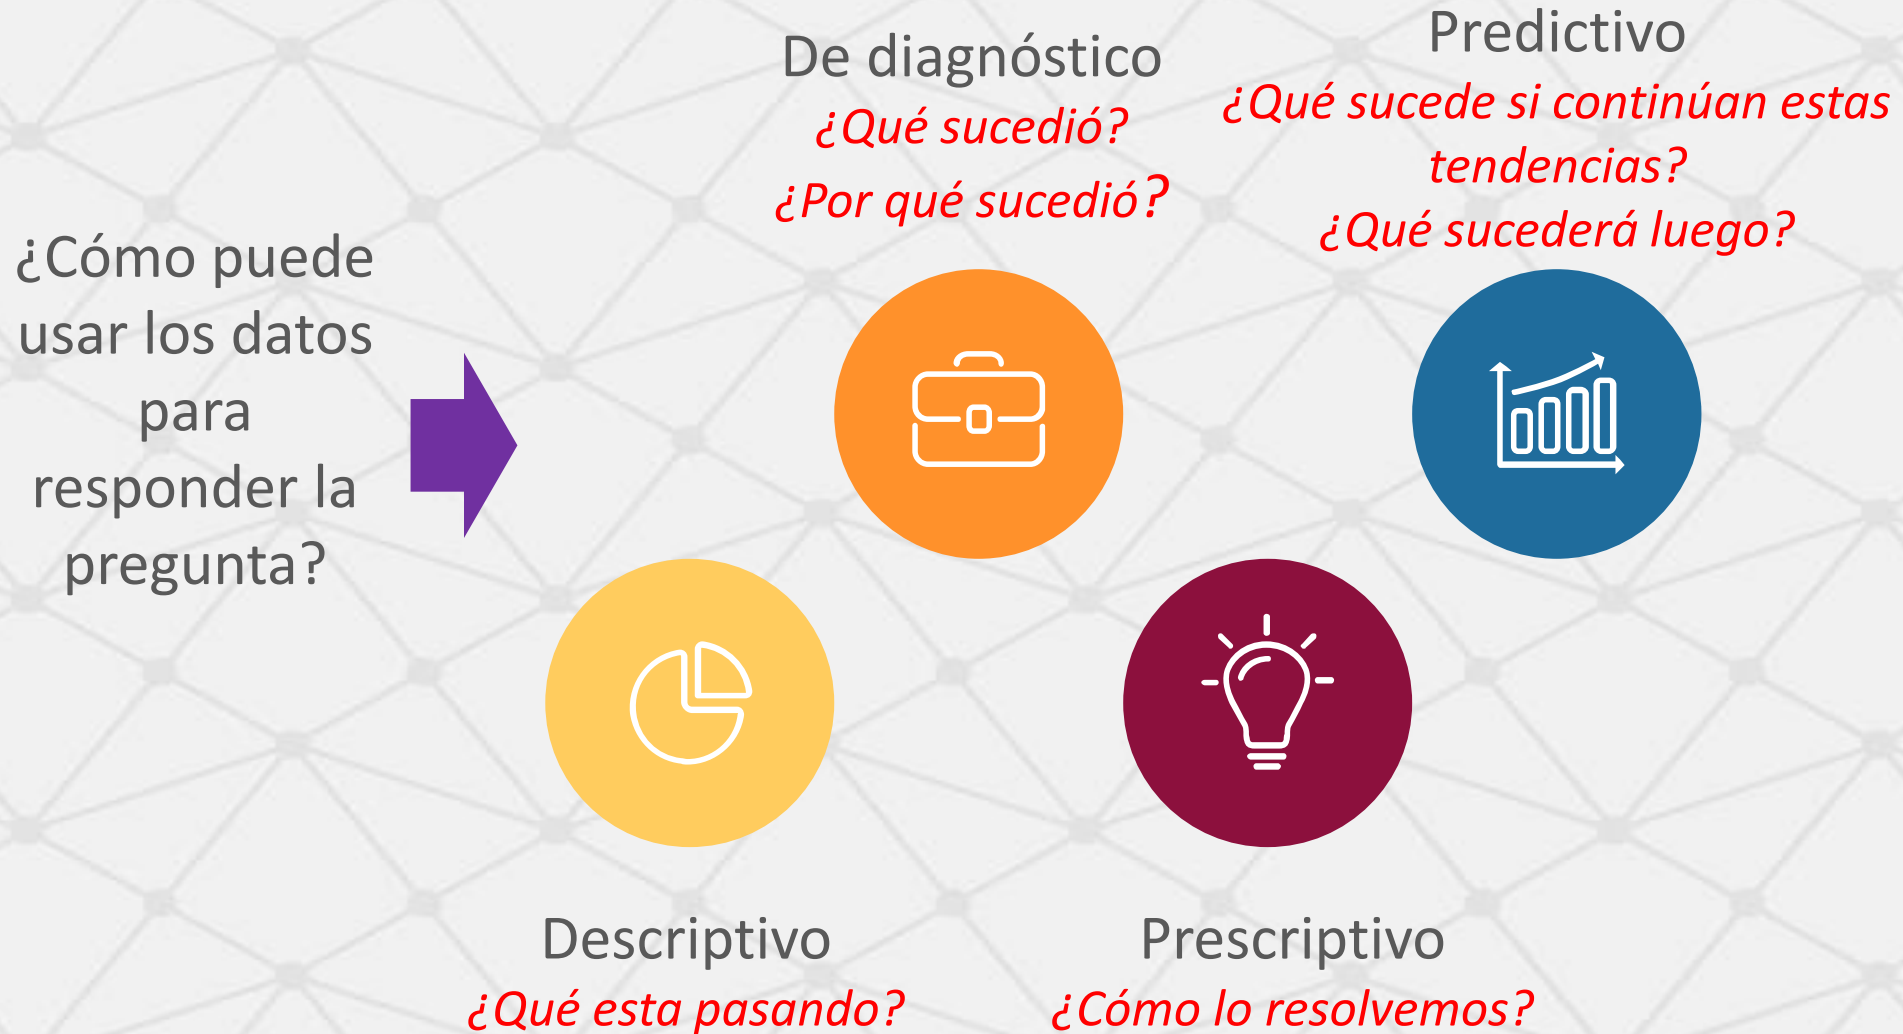 ¿Cómo puede
usar los datos
para
responder la
pregunta?
De diagnóstico
¿Qué sucedió?
¿Por qué sucedió?
Predictivo
¿Qué sucede si continúan estas
tendencias?
¿Qué sucederá luego?
Descriptivo
¿Qué esta pasando?
Prescriptivo
¿Cómo lo resolvemos?